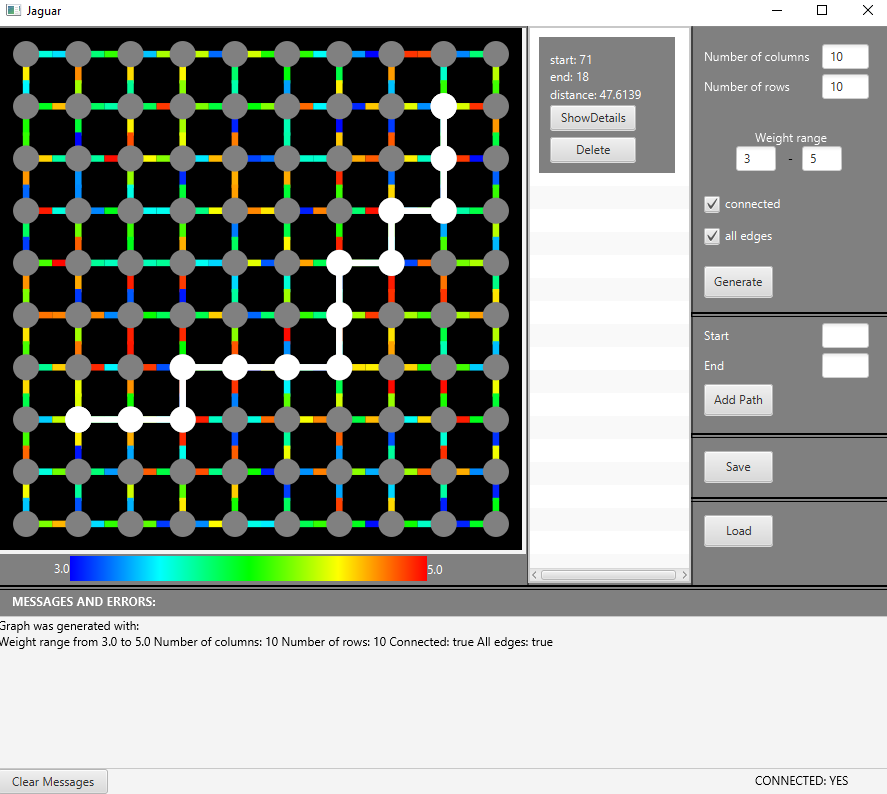 Jaguar
start: 71
end: 18
distance: 47.6139
ShowDetails
Delete
Number of columns 10
Number of rows 10
Weight range
3 - 5
connected
all edges
Generate
Start
End
Add Path
Save
Load
3.0 5.0
MESSAGES AND ERRORS:
Graph was generated with:
Weight range from 3.0 to 5.0 Number of columns: 10 Number of rows: 10 Connected: true All edges: true
Clear Messages
CONNECTED: YES